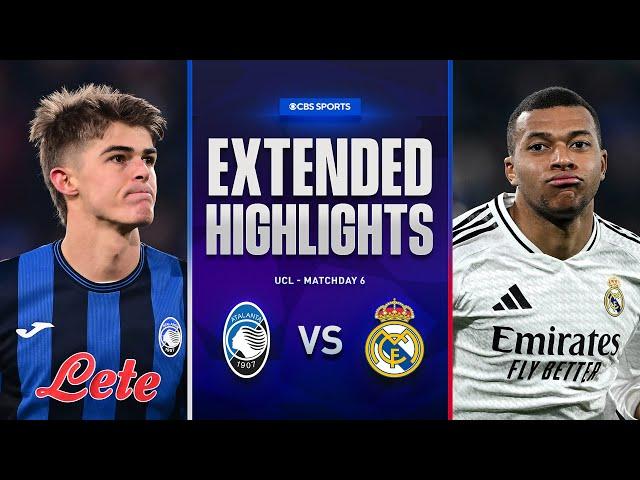 CBS SPORTS
EXTENDED
HIGHLIGHTS
UCL - MATCHDAY 6
ATALANTA
1907
VS
Lete
Emirates
FLY BETTER